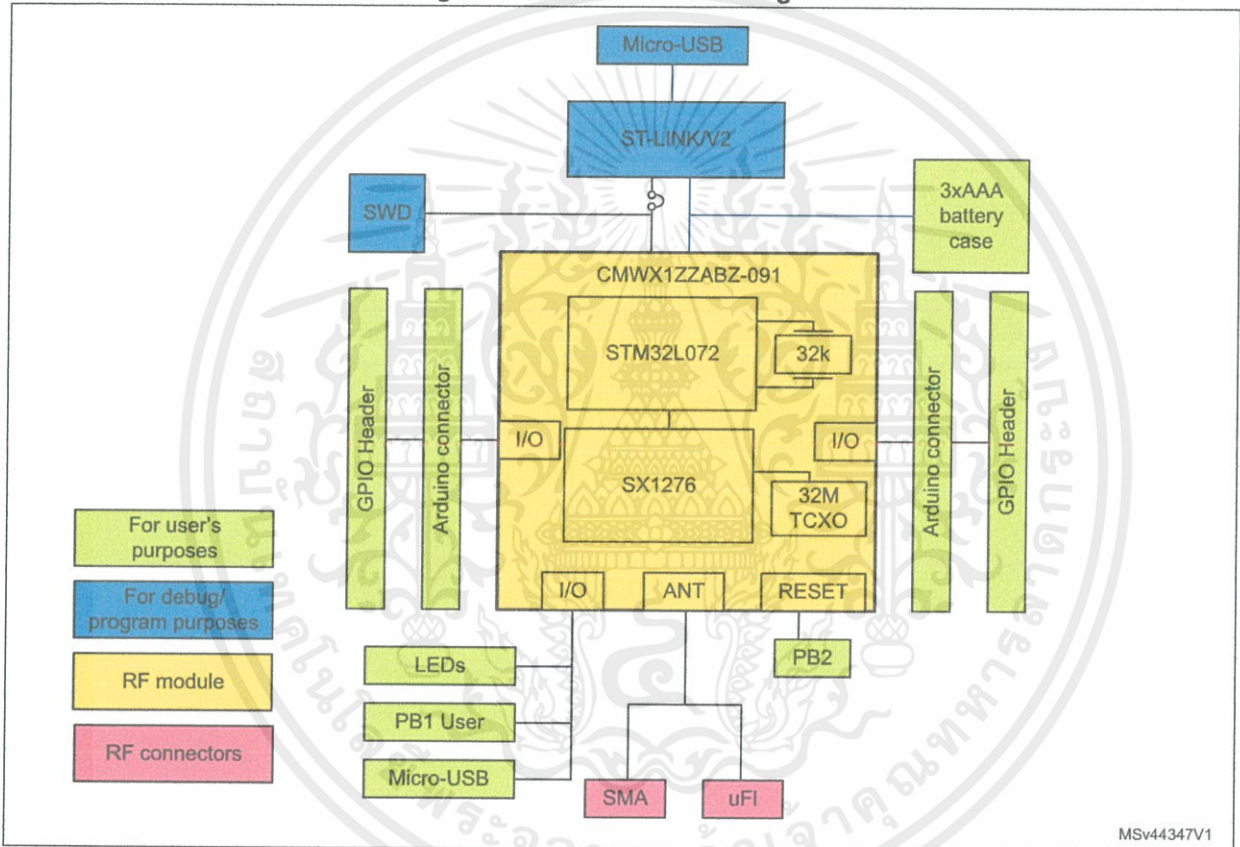 Micro-USB
ST-LINK/V2
SWD
3xAAA
battery
case
CMWX1ZZABZ-091
STM32L072
32k
GPIO Header
Arduino connector
I/O
SX1276
32M
TCXO
I/O
Arduino connector
GPIO Header
I/O
ANT
RESET
For user's
purposes
For debug/
program purposes
RF module
RF connectors
LEDs
PB1 User
Micro-USB
PB2
SMA
uFl
MSv44347V1